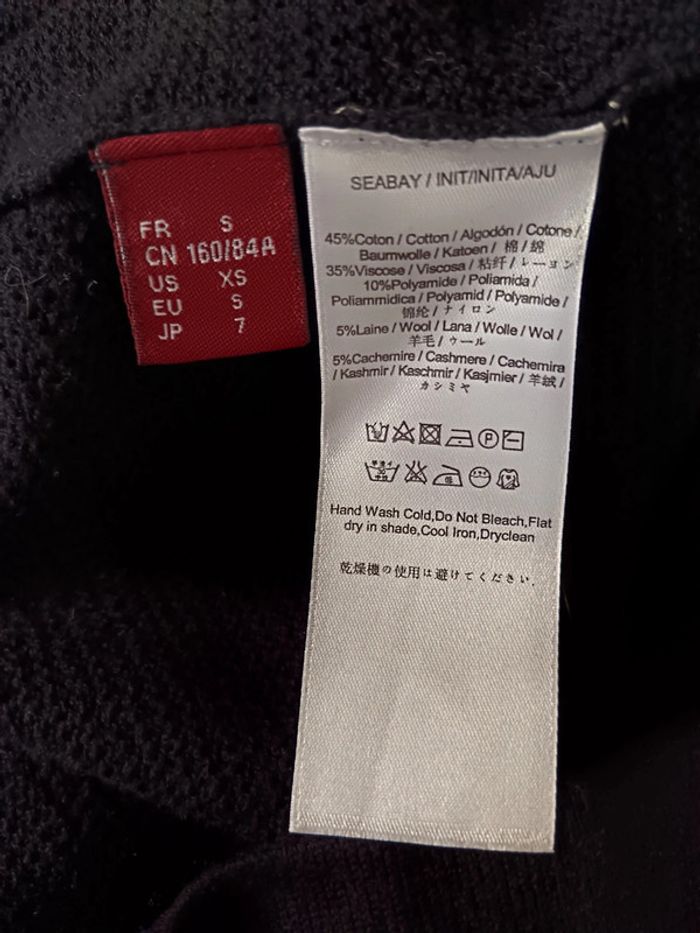 FR S
CN 160/84A
US XS
EU S
JP 7
SEABAY / INIT/INITA/AJU
45%Coton / Cotton / Algodón / Cotone /
Baumwolle / Katoen / 棉 / 綿
35%Viscose / Viscosa / 粘纤 / レーヨン
10%Polyamide / Poliamida /
Poliammidica / Polyamid / Polyamide /
锦纶 / ナイロン
5%Laine / Wool / Lana / Wolle / Wol /
羊毛 / ウール
5%Cachemire / Cashmere / Cachemira
/ Kashmir / Kaschmir / Kasjmier / 羊绒 /
カシミヤ
P
Hand Wash Cold,Do Not Bleach,Flat
dry in shade,Cool Iron,Dryclean
乾燥機の使用は避けてください.